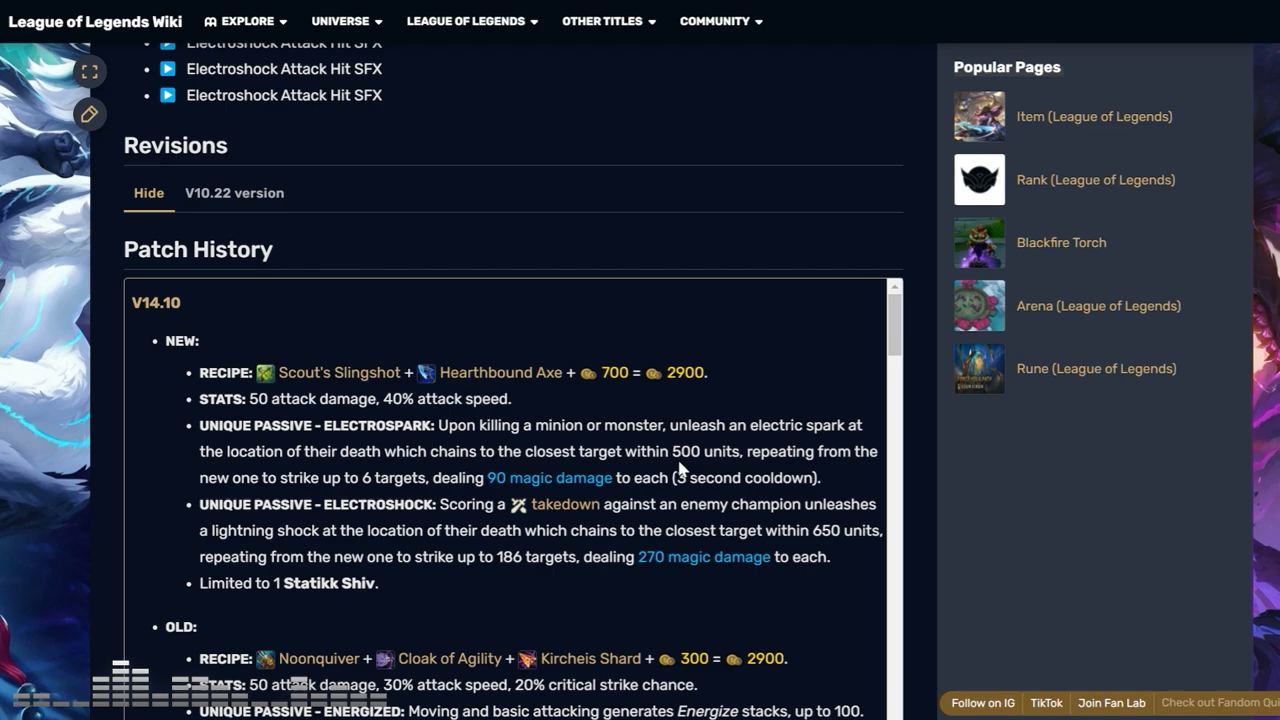 League of Legends Wiki
EXPLORE
UNIVERSE
LEAGUE OF LEGENDS
OTHER TITLES
COMMUNITY
Electroshock Attack Hit SFX
Electroshock Attack Hit SFX
Electroshock Attack Hit SFX
Revisions
Hide
V10.22 version
Patch History
V14.10
NEW:
RECIPE: Scout's Slingshot + Hearthbound Axe + 700 = 2900.
STATS: 50 attack damage, 40% attack speed.
UNIQUE PASSIVE - ELECTROSPARK: Upon killing a minion or monster, unleash an electric spark at
the location of their death which chains to the closest target within 500 units, repeating from the
new one to strike up to 6 targets, dealing 90 magic damage to each (3 second cooldown).
UNIQUE PASSIVE - ELECTROSHOCK: Scoring a takedown against an enemy champion unleashes
a lightning shock at the location of their death which chains to the closest target within 650 units,
repeating from the new one to strike up to 186 targets, dealing 270 magic damage to each.
Limited to 1 Statikk Shiv.
OLD:
RECIPE: Noonquiver + Cloak of Agility + Kircheis Shard + 300 = 2900.
STATS: 50 attack damage, 30% attack speed, 20% critical strike chance.
UNIQUE PASSIVE - ENERGIZED: Moving and basic attacking generates Energize stacks, up to 100.
Popular Pages
Item (League of Legends)
Rank (League of Legends)
Blackfire Torch
Arena (League of Legends)
Rune (League of Legends)
Follow on IG
TikTok
Join Fan Lab
Check out Fandom Qu